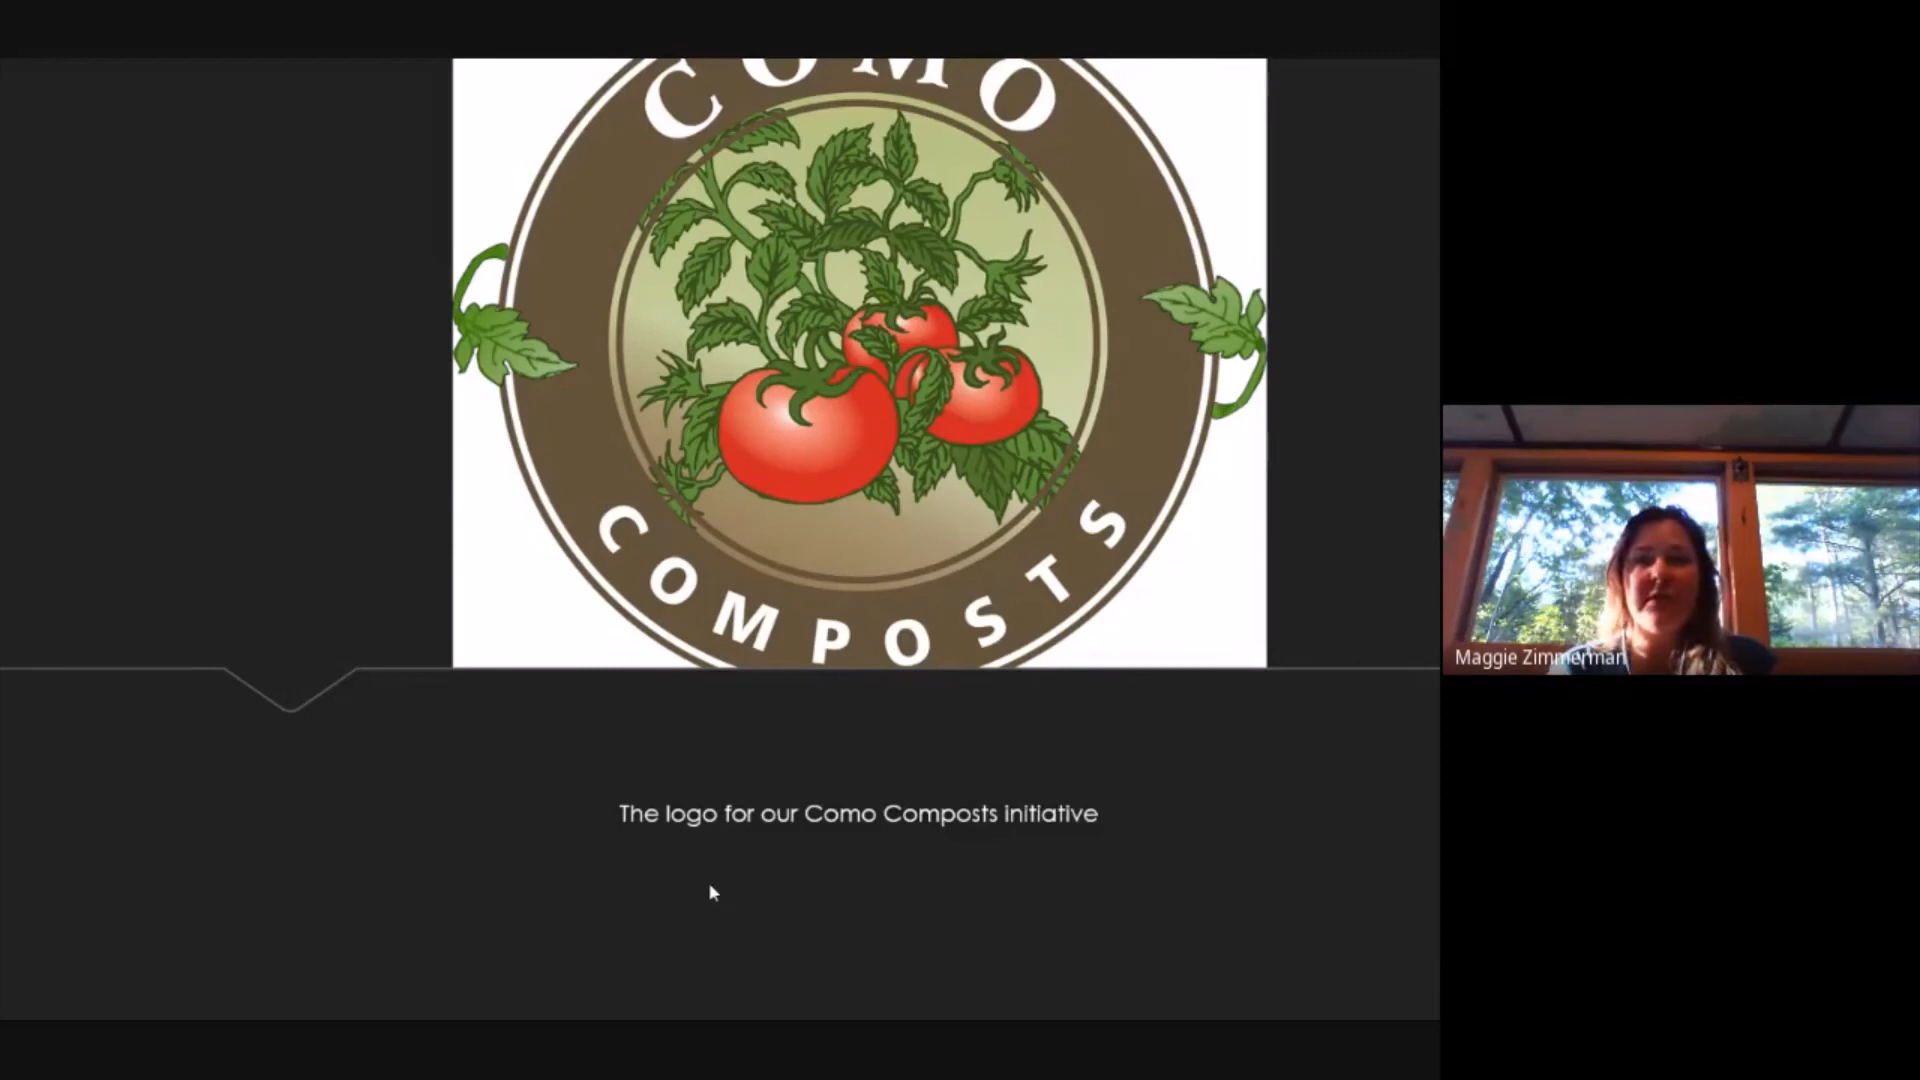 COMO
COMPOSTS
The logo for our Como Composts initiative
Maggie Zimmerman